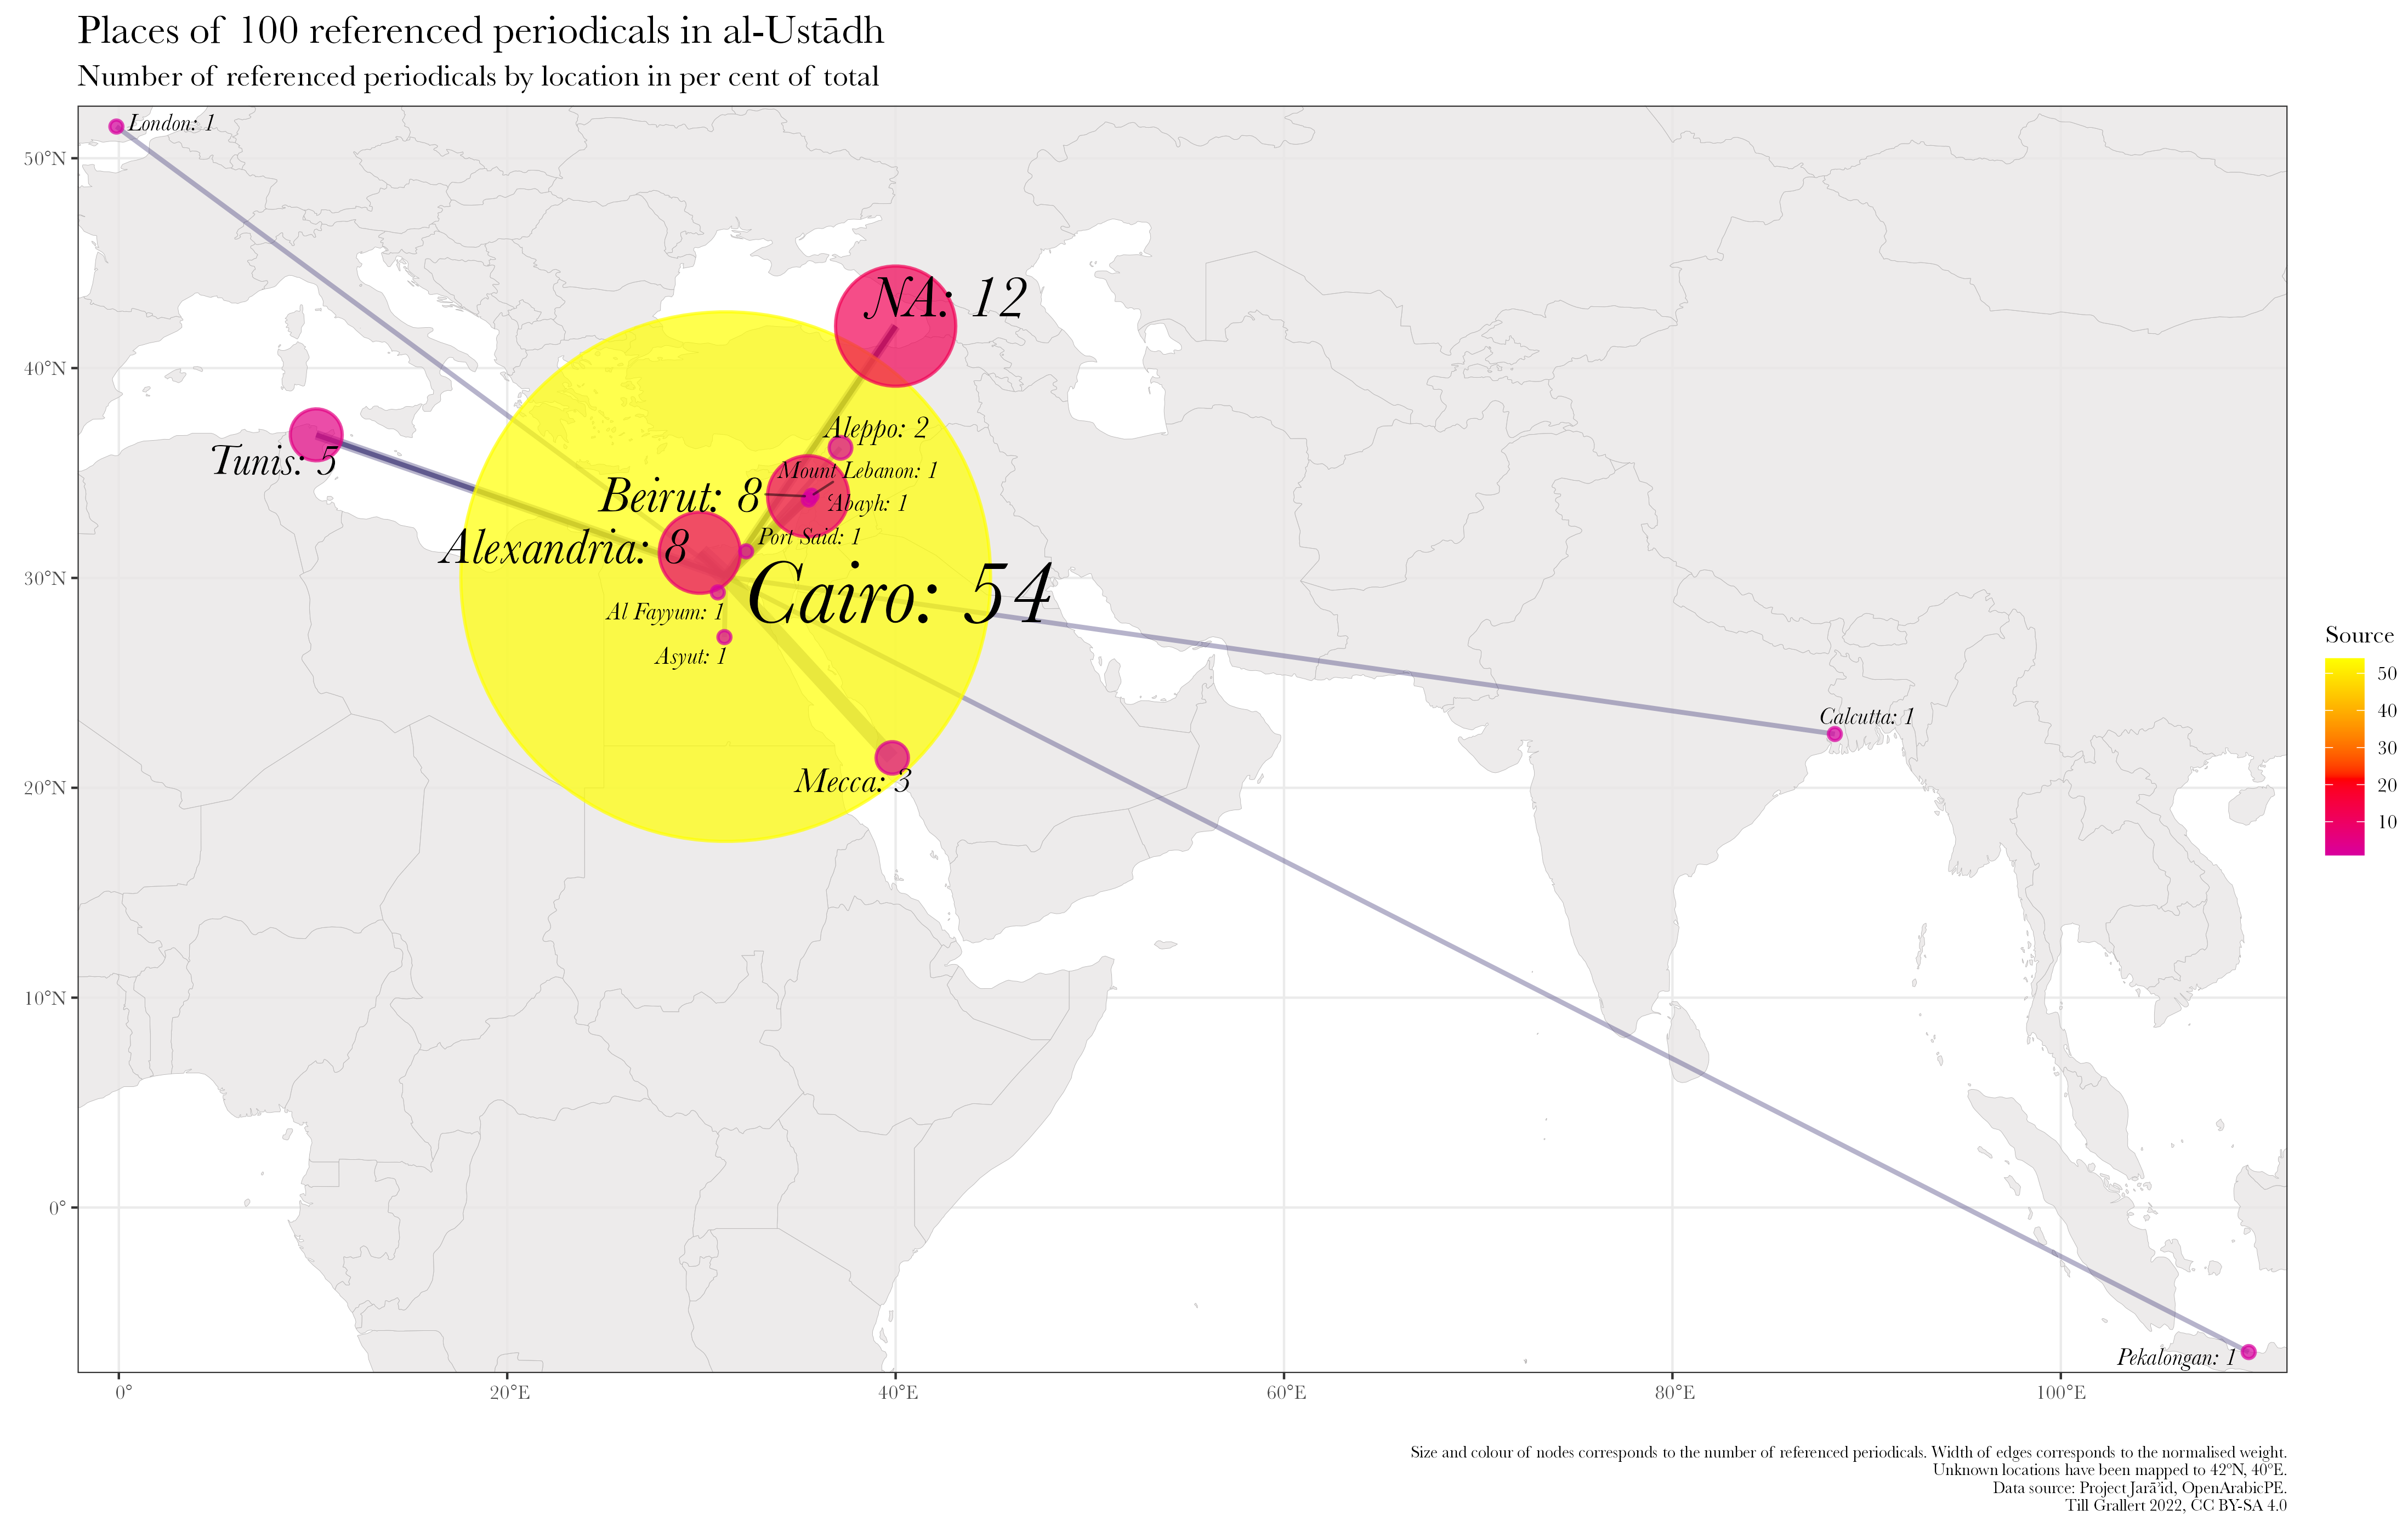 Places of 100 referenced periodicals in al-Ustādh
Number of referenced periodicals by location in per cent of total
London: 1
50°N
NA: 12
40°N
Aleppo: 2
Tunis: 5
Mount Lebanon: 1
Beirut: 8
ʿAbayh: 1
Port Said: 1
Alexandria: 8
30°N
Cairo: 54
Al Fayyum: 1
Asyut: 1
Source
50
40
30
20
10
Calcutta: 1
Mecca: 3
20°N
10°N
0°
Pekalongan: 1
0°
20°E
40°E
60°E
80°E
100°E
Size and colour of nodes corresponds to the number of referenced periodicals. Width of edges corresponds to the normalised weight.
Unknown locations have been mapped to 42°N, 40°E.
Data source: Project Jarāʾid, OpenArabicPE.
Till Grallert 2022, CC BY-SA 4.0